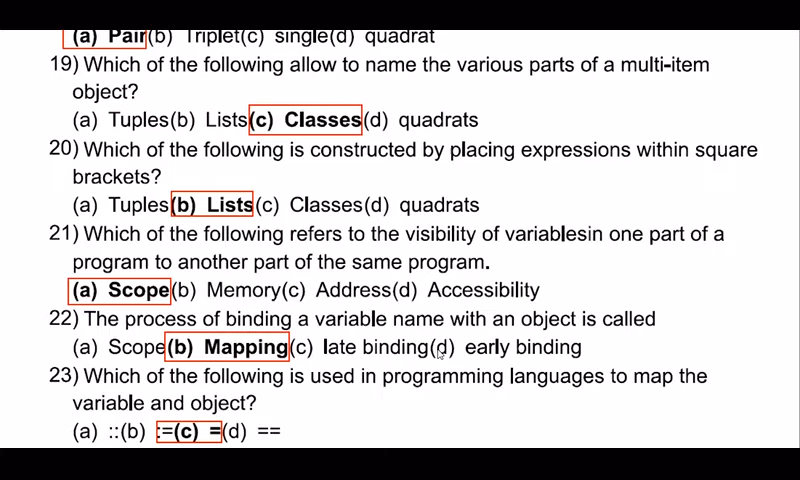 (a) Pair(b) Triplet(c) single(d) quadrat
19) Which of the following allow to name the various parts of a multi-item
object?
(a) Tuples(b) Lists(c) Classes(d) quadrats
20) Which of the following is constructed by placing expressions within square
brackets?
(a) Tuples(b) Lists(c) Classes(d) quadrats
21) Which of the following refers to the visibility of variablesin one part of a
program to another part of the same program.
(a) Scope(b) Memory(c) Address(d) Accessibility
22) The process of binding a variable name with an object is called
(a) Scope(b) Mapping(c) late binding(d) early binding
23) Which of the following is used in programming languages to map the
variable and object?
(a) ::(b) :=(c) =(d) ==